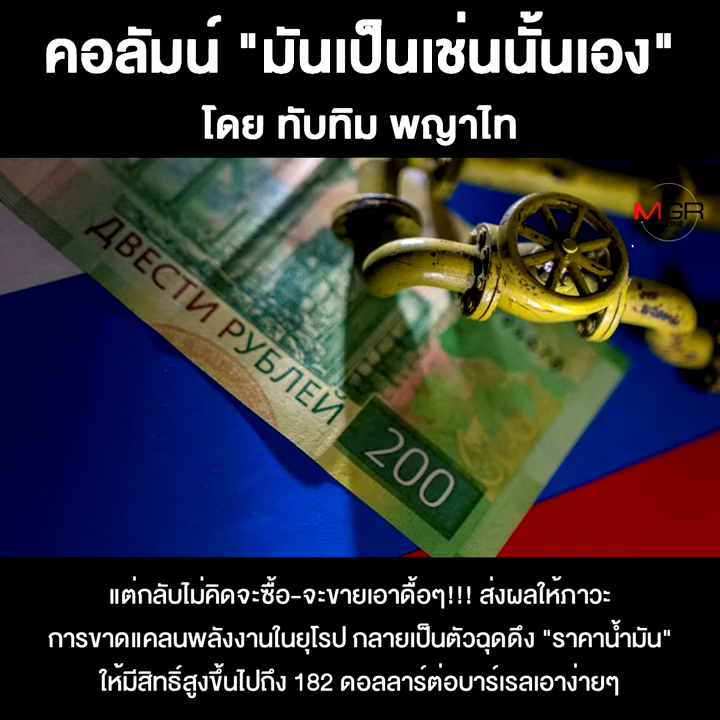 คอลัมน์ "มันเป็นเช่นนั้นเอง"
โดย ทับทิม พญาไท
MGR
ДВЕСТИ РУБЛЕЙ
200
แต่กลับไม่คิดจะซื้อ-จะขายเอาดื้อๆ!!! ส่งผลให้ภาวะ
การขาดแคลนพลังงานในยุโรป กลายเป็นตัวฉุดดึง "ราคาน้ำมัน"
ให้มีสิทธิ์สูงขึ้นไปถึง 182 ดอลลาร์ต่อบาร์เรลเอาง่ายๆ